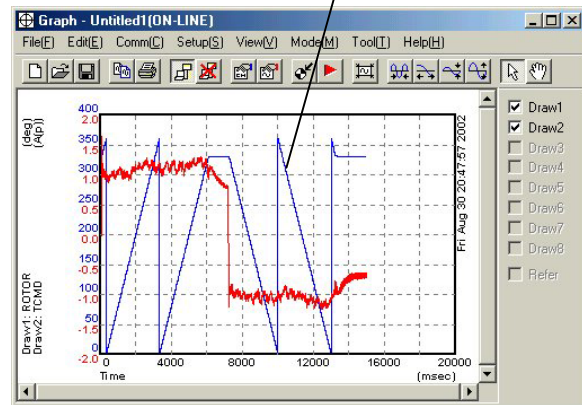 Graph - Untitled1(ON-LINE)
File(F) Edit(E) Comm(C) Setup(S) View(V) Mode(M) Tool(T) Help(H)
(deg)
(A(p))
400
2.0
350
1.5
300
1.0
250
0.5
200
0.0
150
-0.5
100
-1.0
50
-1.5
0
-2.0
0 4000 8000 12000 16000 20000
Time (msec)
Draw1: ROTOR
Draw2: TCMD
Fri Aug 30 20:47:57 2002
Draw1
Draw2
Draw3
Draw4
Draw5
Draw6
Draw7
Draw8
Refer